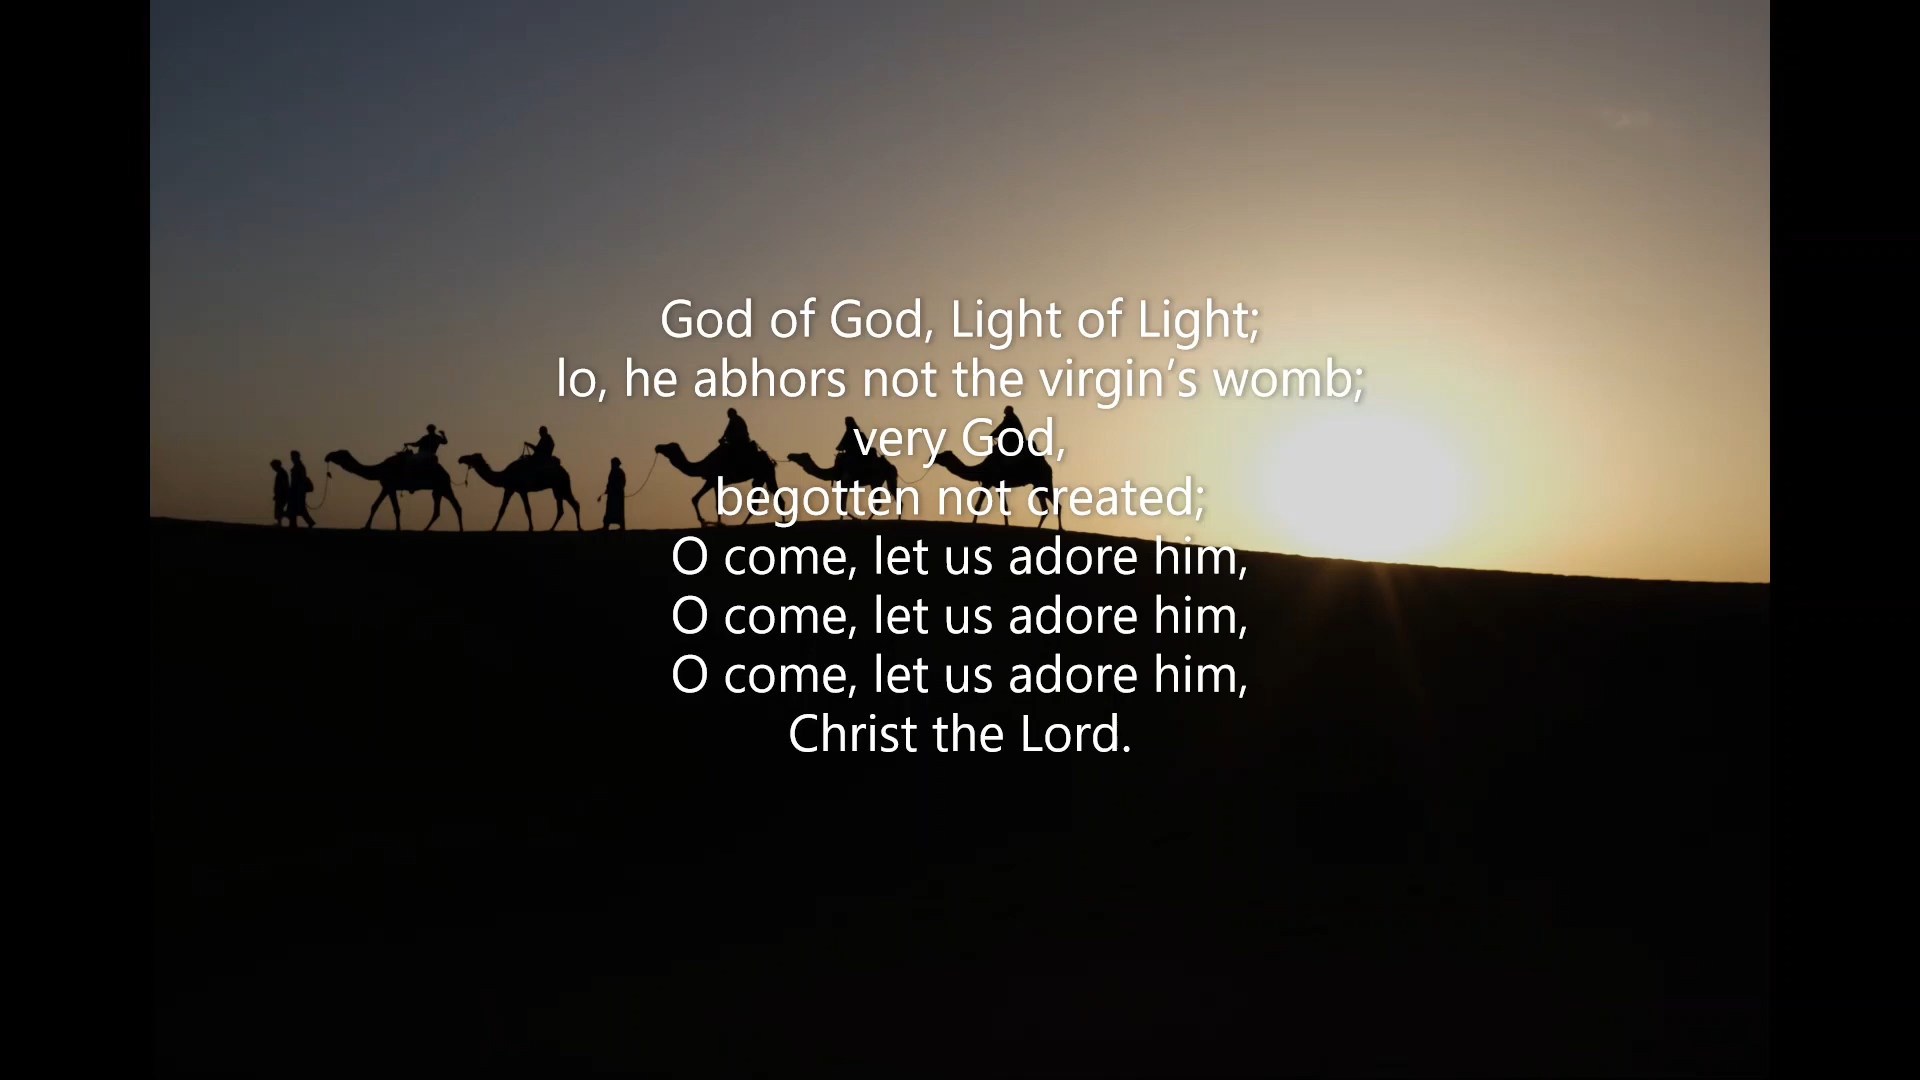 God of God, Light of Light;
lo, he abhors not the virgin’s womb;
very God,
begotten not created;
O come, let us adore him,
O come, let us adore him,
O come, let us adore him,
Christ the Lord.